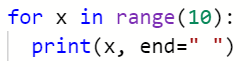 for x in range(10):
  print(x, end=" ")